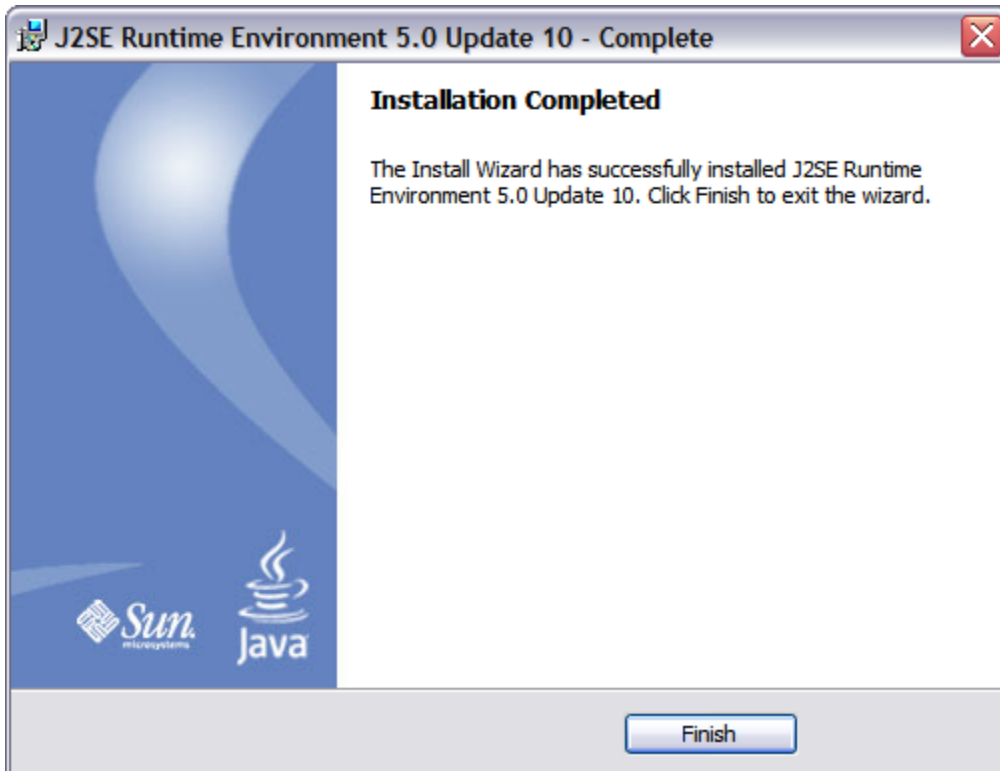 J2SE Runtime Environment 5.0 Update 10 - Complete
Installation Completed
The Install Wizard has successfully installed J2SE Runtime
Environment 5.0 Update 10. Click Finish to exit the wizard.
Sun.
microsystems
Java
Finish